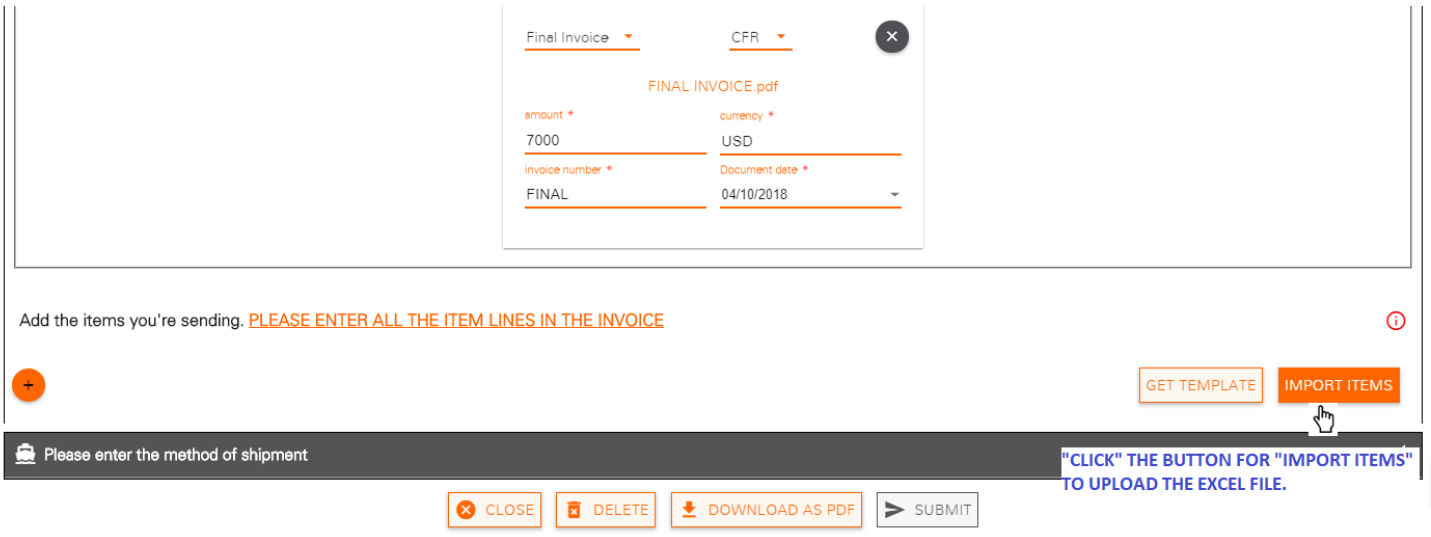 Final Invoice CFR
FINAL INVOICE.pdf
amount * currency *
7000 USD
invoice number * Document date *
FINAL 04/10/2018
Add the items you're sending. PLEASE ENTER ALL THE ITEM LINES IN THE INVOICE
+ GET TEMPLATE IMPORT ITEMS
Please enter the method of shipment
"CLICK" THE BUTTON FOR "IMPORT ITEMS"
TO UPLOAD THE EXCEL FILE.
CLOSE DELETE DOWNLOAD AS PDF SUBMIT